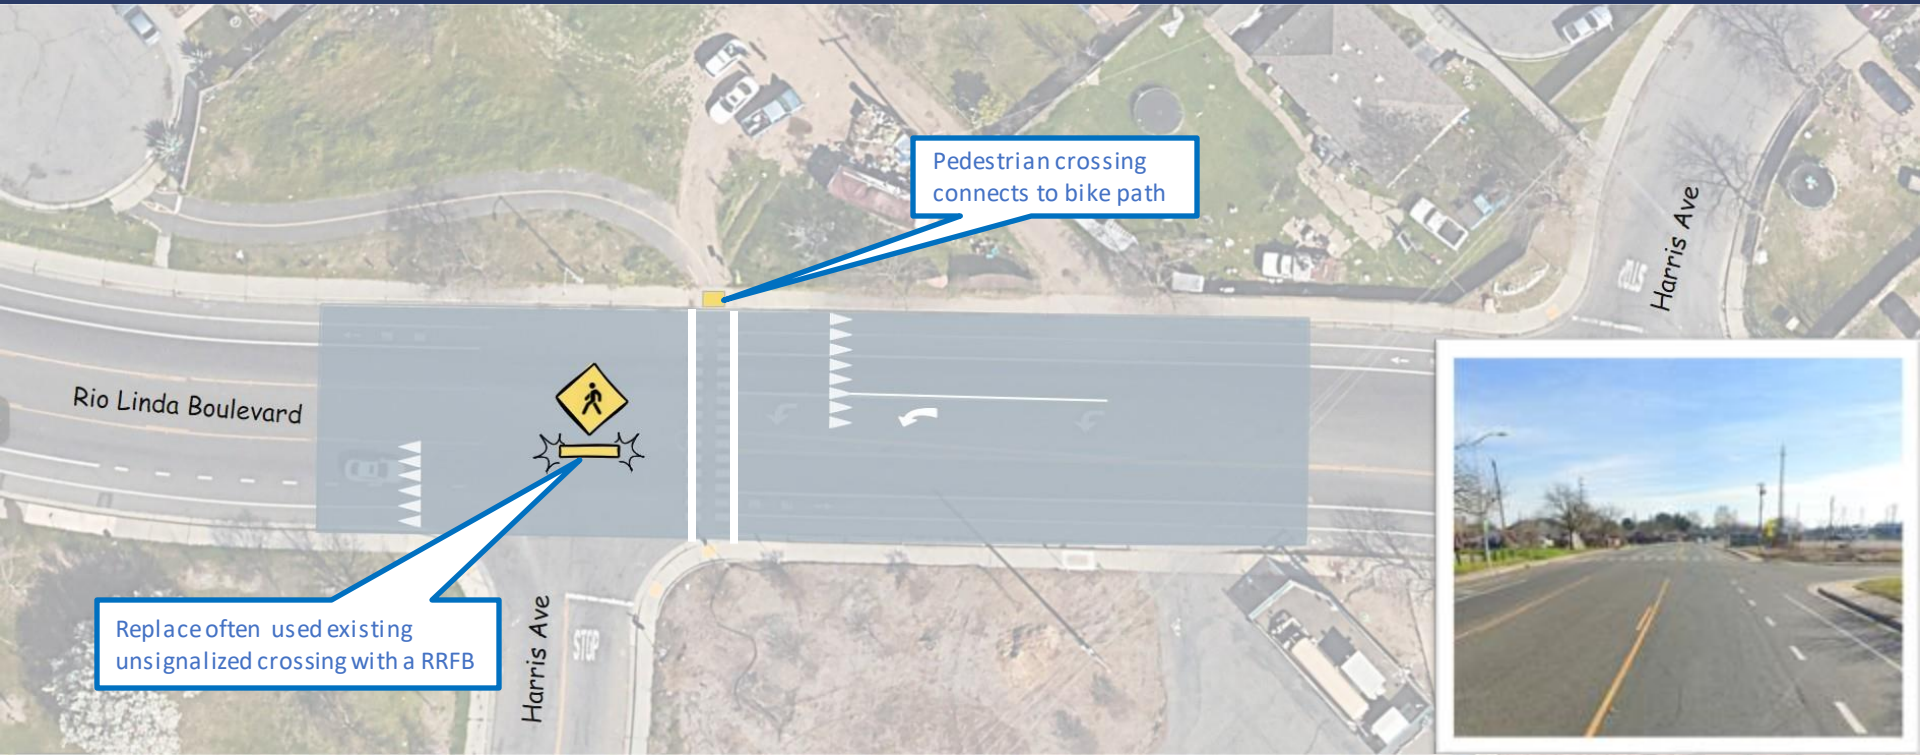 Pedestrian crossing
connects to bike path
Harris Ave
STOP
Rio Linda Boulevard
Replace often used existing
unsignalized crossing with a RRFB
Harris Ave
STOP